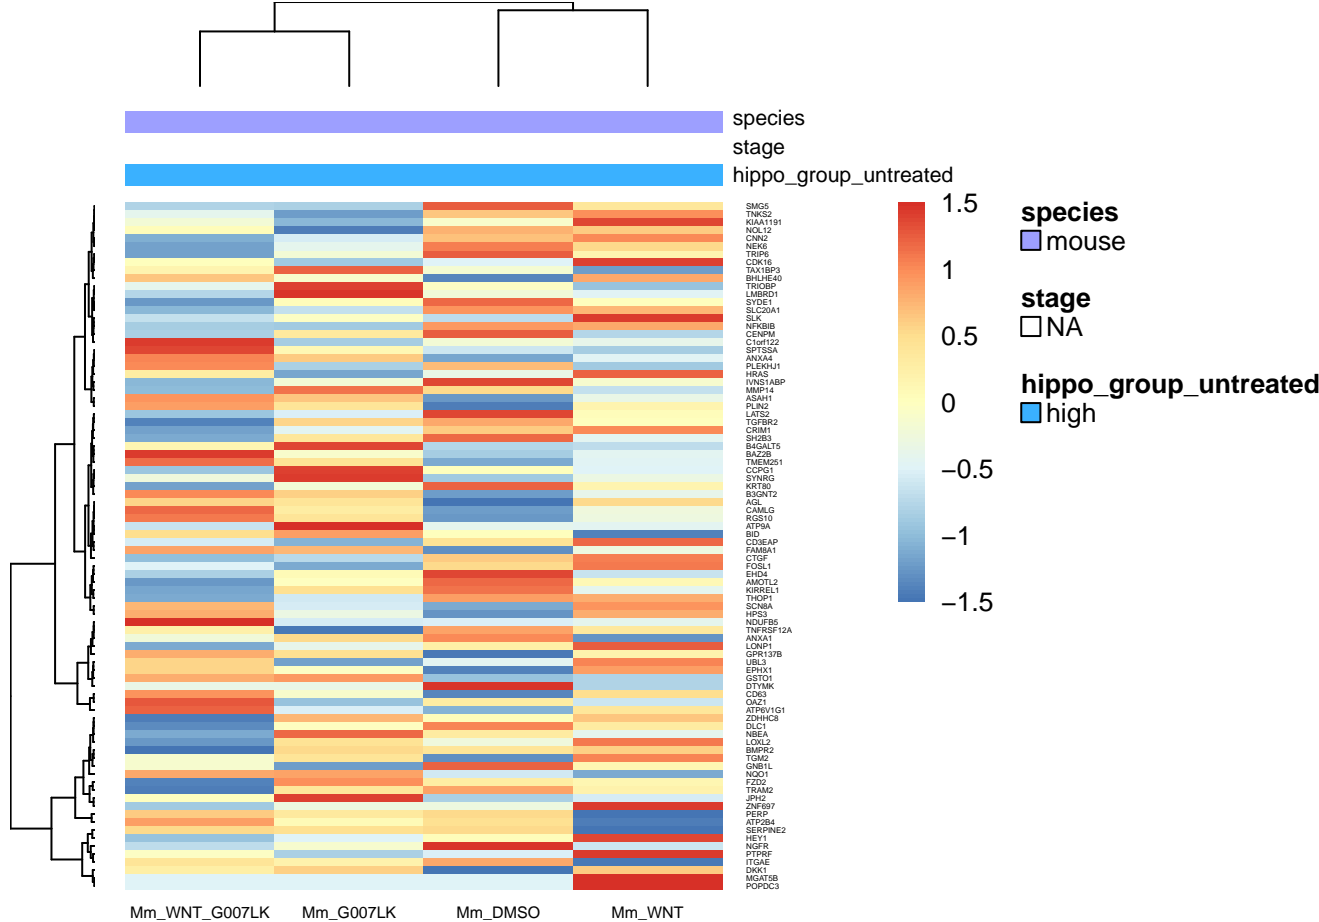 species
stage
hippo_group_untreated
SMG5
TNKS2
KIAA1191
NOL12
CNN2
NEK6
TRIP6
CDK16
TAX1BP3
BHLHE40
TRIOBP
LMBRD1
SYDE1
SLC20A1
SLK
NFKBIB
CENPM
C1orf122
SPTSSA
ANXA4
PLEKHJ1
HRAS
IVNS1ABP
MMP14
ASAH1
PLIN2
LATS2
TGFBR2
CRIM1
SH2B3
B4GALT5
BAZ2B
TMEM251
CCPG1
SYNRG
KRT80
B3GNT2
AGL
CAMLG
RGS10
ATP9A
BID
CD3EAP
FAM8A1
CTGF
FOSL1
EHD4
AMOTL2
KIRREL1
THOP1
SCN8A
HPS3
NDUFB5
TNFRSF12A
ANXA1
LONP1
GPR137B
UBL3
EPHX1
GSTO1
DTYMK
CD63
OAZ1
ATP6V1G1
ZDHHC8
DLC1
NBEA
LOXL2
BMPR2
TGM2
GNB1L
NQO1
FZD2
TRAM2
JPH2
ZNF697
PERP
ATP2B4
SERPINE2
HEY1
NGFR
PTPRF
ITGAE
DKK1
MGAT5B
POPDC3
Mm_WNT_G007LK
Mm_G007LK
Mm_DMSO
Mm_WNT
1.5
1
0.5
0
−0.5
−1
−1.5
species
mouse
stage
NA
hippo_group_untreated
high